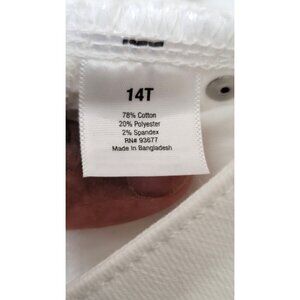 14T
78% Cotton
20% Polyester
2% Spandex
RN# 93677
Made In Bangladesh